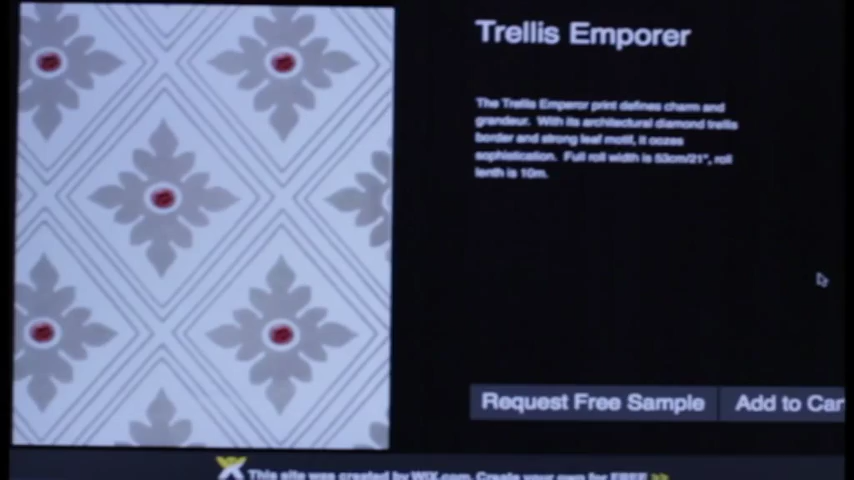 Trellis Emporer
The Trellis Emperor print defines charm and
grandeur. With its architectural diamond trellis
border and strong leaf motif, it oozes
sophistication. Full roll width is 53cm/21", roll
lenth is 10m.
Request Free Sample
Add to Car
This site was created by WIX.com. Create your own for FREE >>